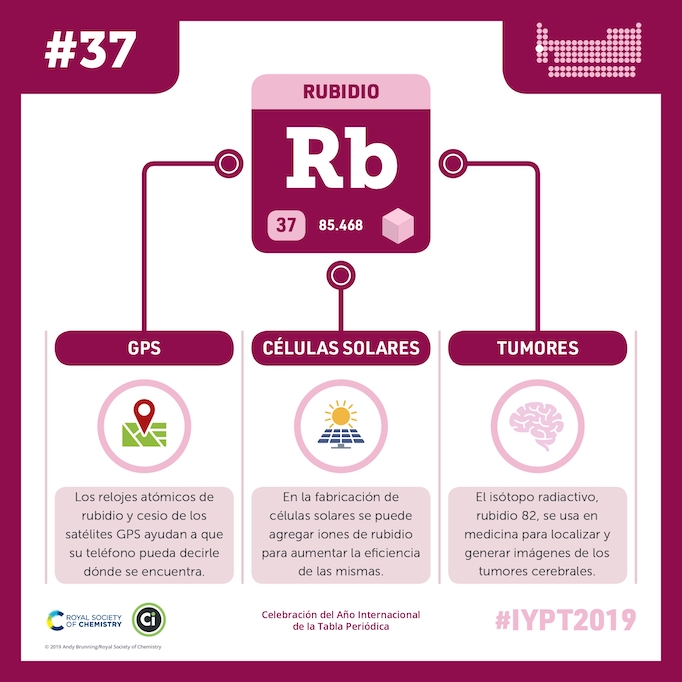 #37
RUBIDIO
Rb
37
85.468
GPS
Los relojes atómicos de
rubidio y cesio de los
satélites GPS ayudan a que
su teléfono pueda decirle
dónde se encuentra.
CÉLULAS SOLARES
En la fabricación de
células solares se puede
agregar iones de rubidio
para aumentar la eficiencia
de las mismas.
TUMORES
El isótopo radiactivo,
rubidio 82, se usa en
medicina para localizar y
generar imágenes de los
tumores cerebrales.
ROYAL SOCIETY
OF CHEMISTRY
Ci
© 2019 Andy Brunning/Royal Society of Chemistry
Celebración del Año Internacional
de la Tabla Periódica
#IYPT2019